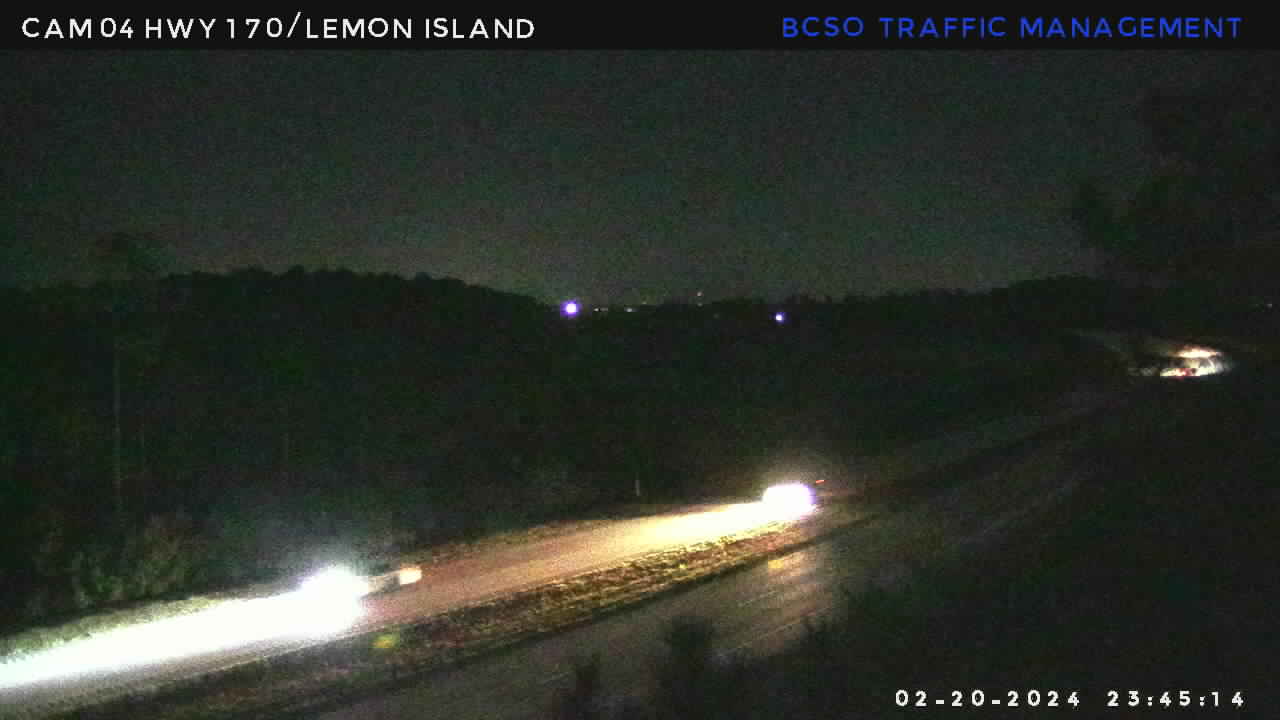 CAM04 HWY 170/LEMON ISLAND
BCSO TRAFFIC MANAGEMENT
02-20-2024 23:45:14